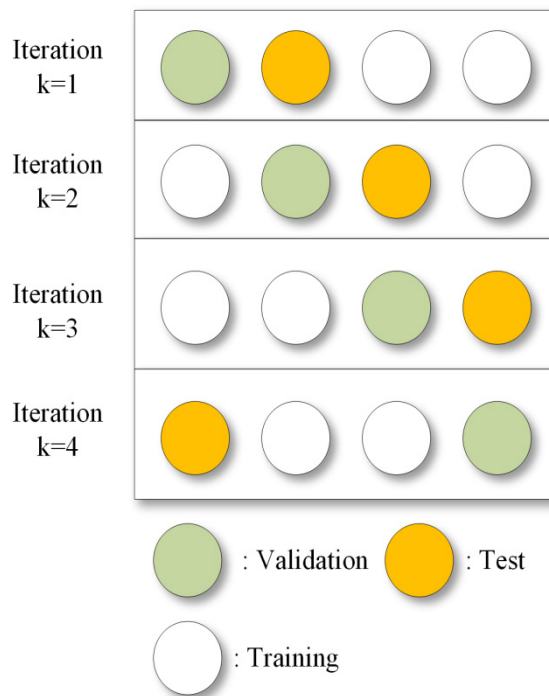 Iteration
k=1
Iteration
k=2
Iteration
k=3
Iteration
k=4
: Validation
: Test
: Training